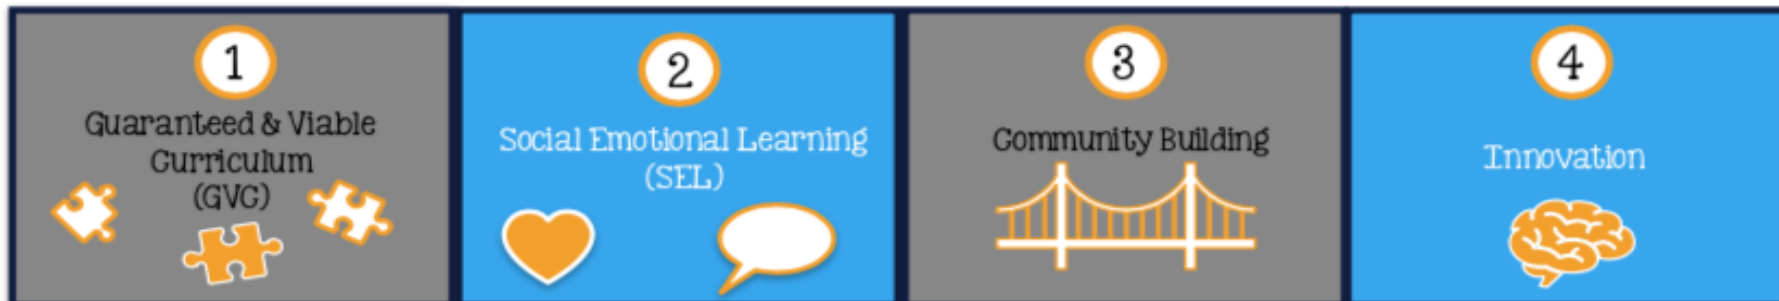 1
Guaranteed & Viable
Curriculum
(GVC)
2
Social Emotional Learning
(SEL)
3
Community Building
4
Innovation